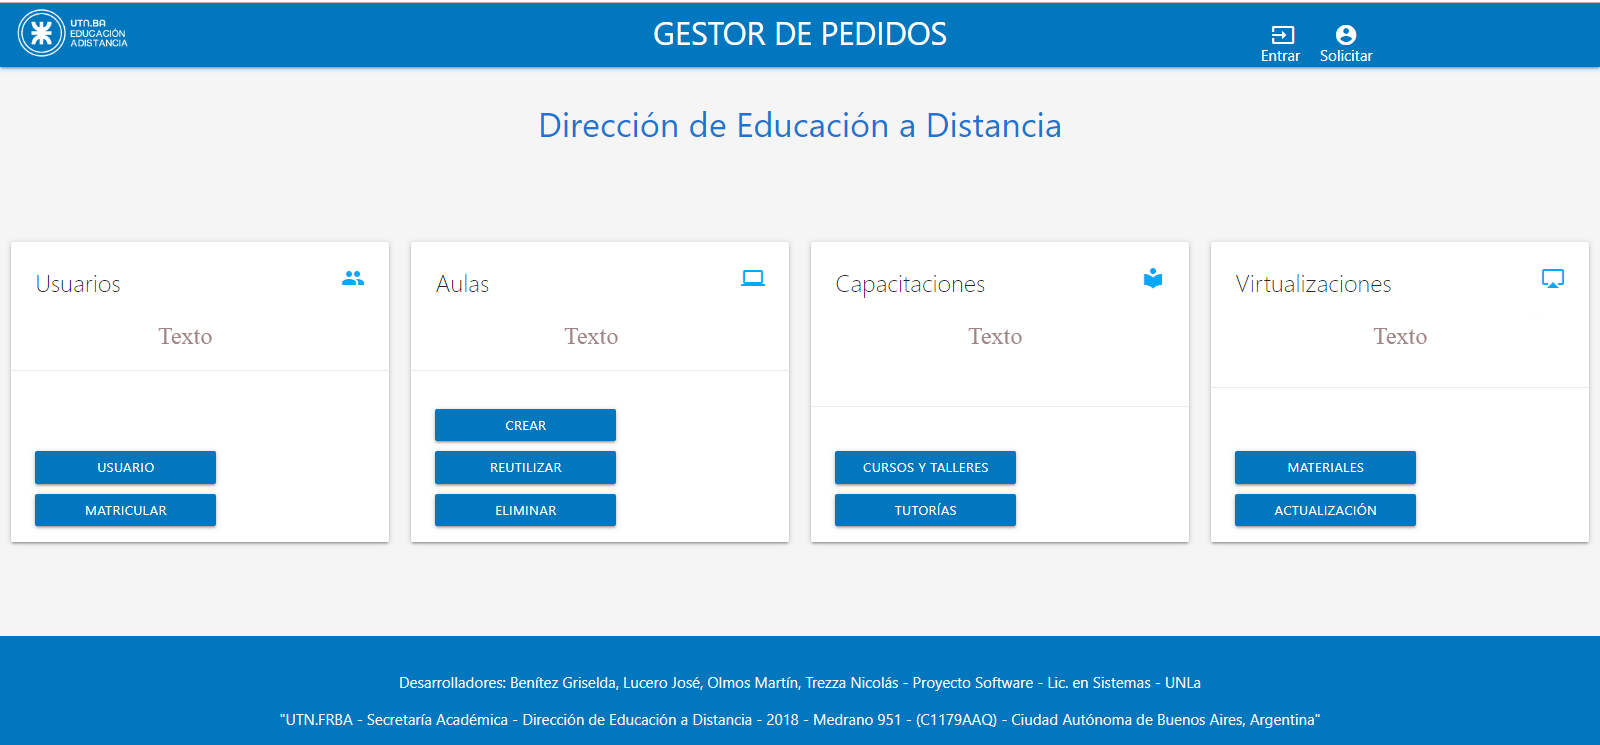 UTN.BA
EDUCACIÓN
A DISTANCIA
GESTOR DE PEDIDOS
Entrar
Solicitar
Dirección de Educación a Distancia
Usuarios
Texto
USUARIO
MATRICULAR
Aulas
Texto
CREAR
REUTILIZAR
ELIMINAR
Capacitaciones
Texto
CURSOS Y TALLERES
TUTORÍAS
Virtualizaciones
Texto
MATERIALES
ACTUALIZACIÓN
Desarrolladores: Benítez Griselda, Lucero José, Olmos Martín, Trezza Nicolás - Proyecto Software - Lic. en Sistemas - UNLa
"UTN.FRBA - Secretaría Académica - Dirección de Educación a Distancia - 2018 - Medrano 951 - (C1179AAQ) - Ciudad Autónoma de Buenos Aires, Argentina"